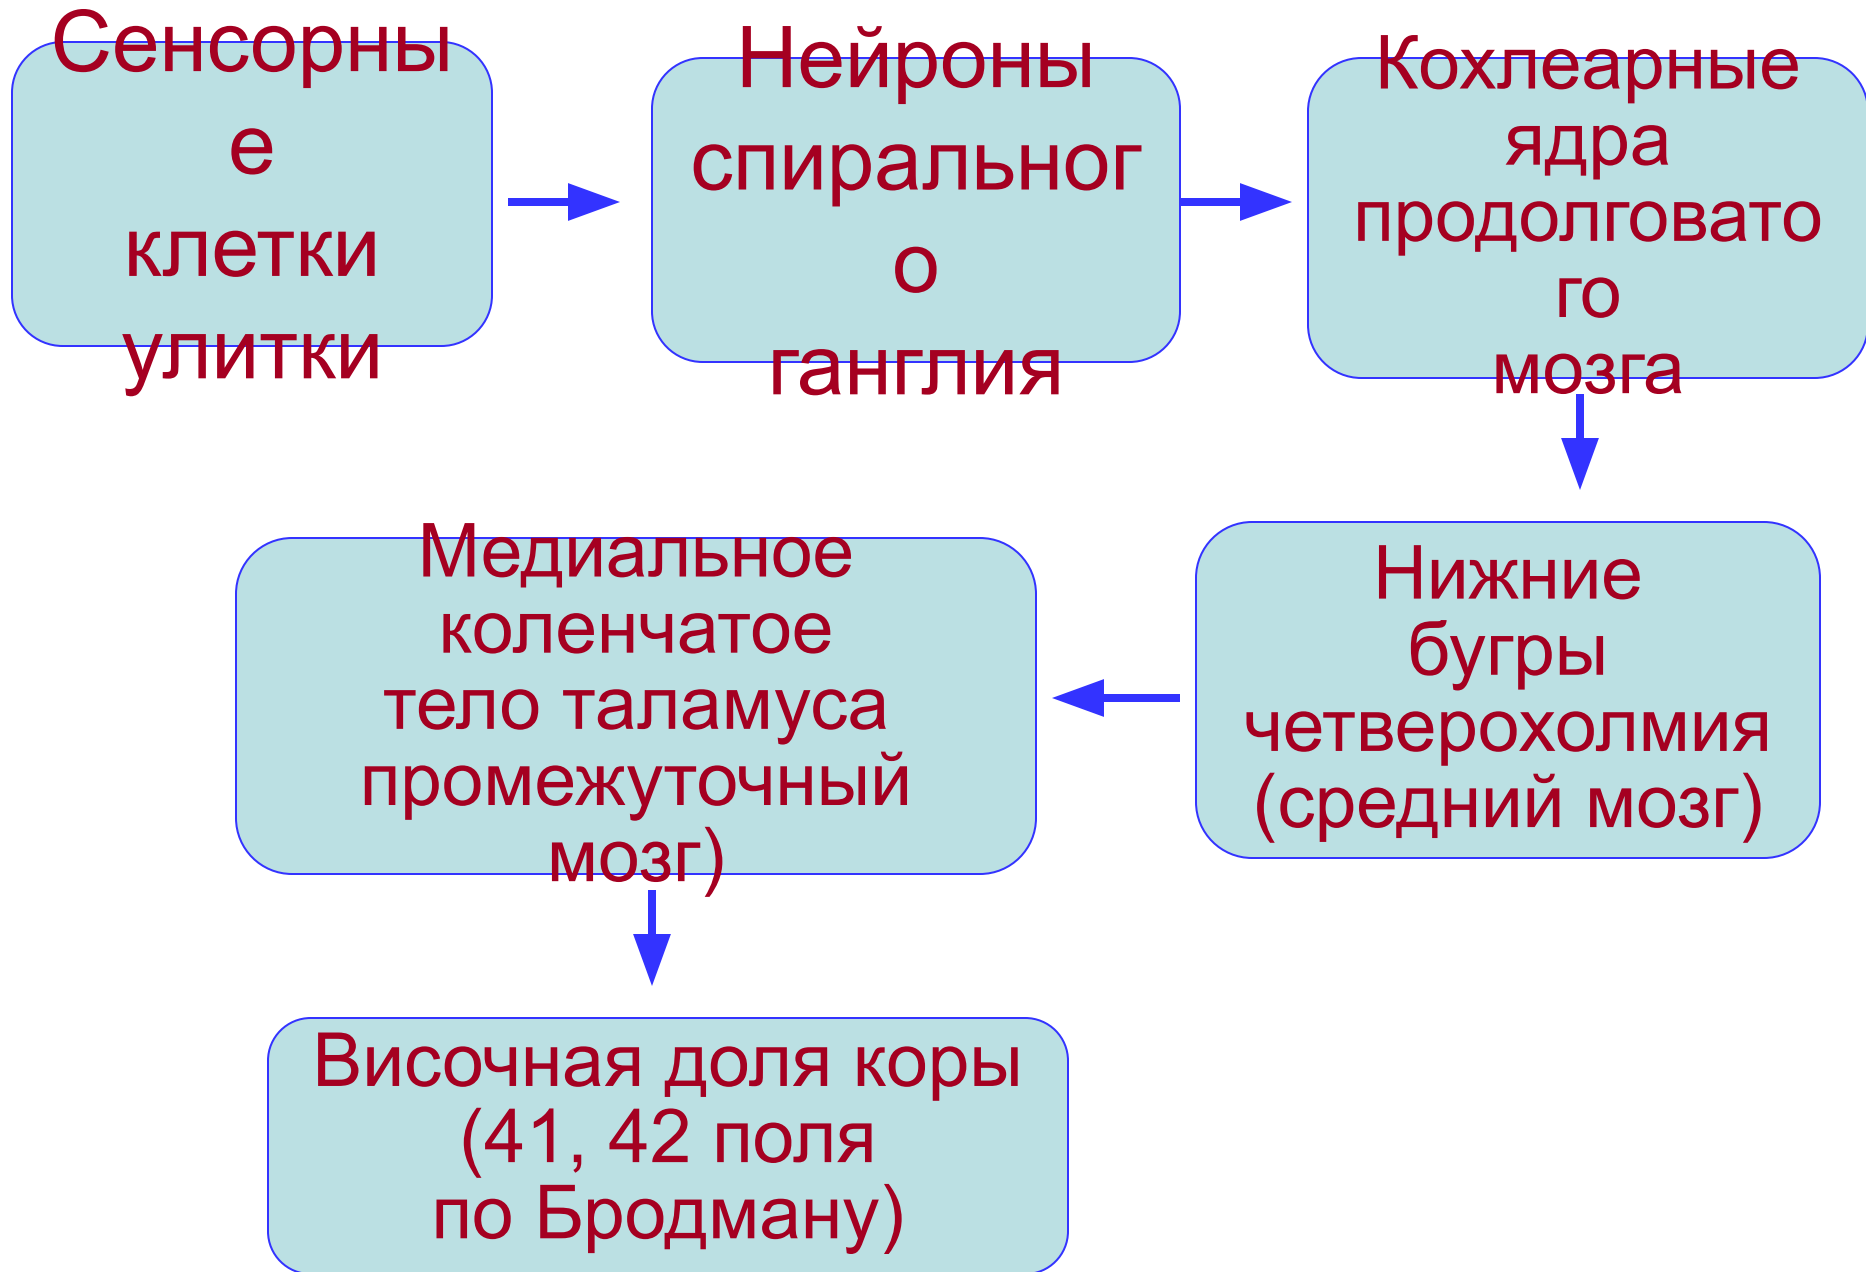 Сенсорны
е
клетки
улитки
Нейроны
спиральног
о
ганглия
Кохлеарные
ядра
продолговато
го
мозга
Нижние
бугры
четверохолмия
(средний мозг)
Медиальное
коленчатое
тело таламуса
промежуточный
мозг)
Височная доля коры
(41, 42 поля
по Бродману)